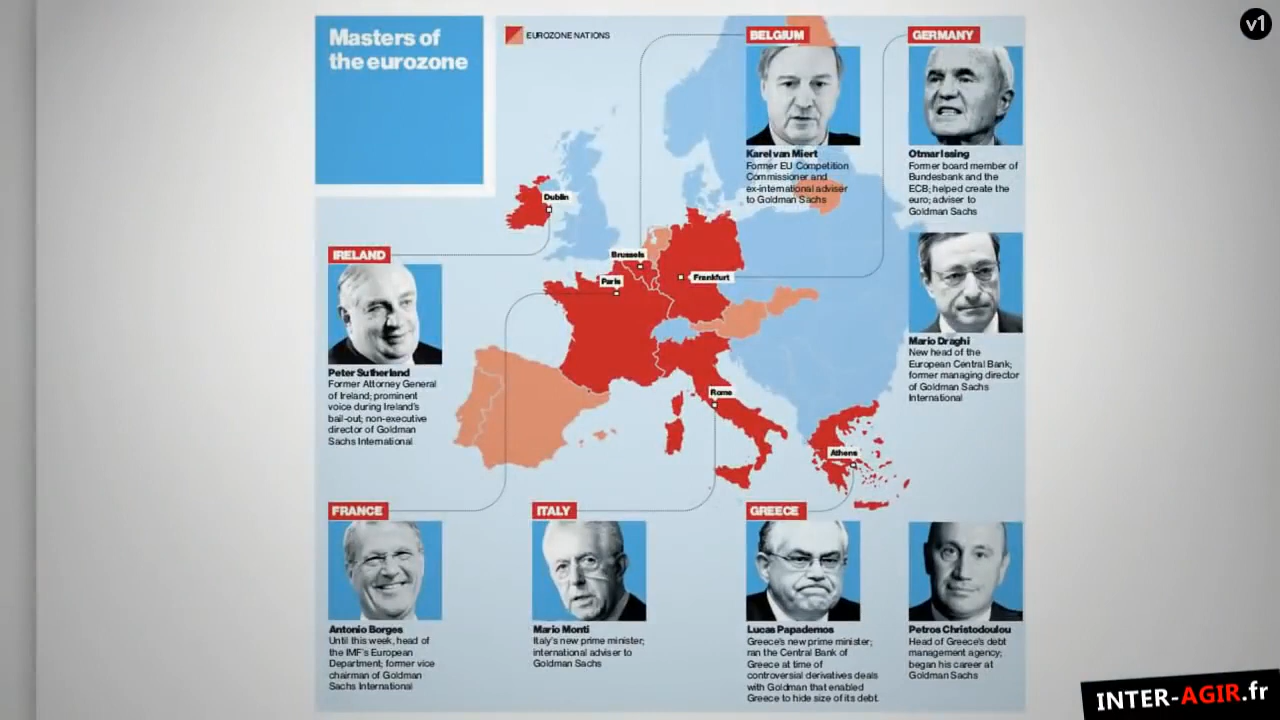 Masters of
the eurozone
EUROZONE NATIONS
BELGIUM
Karel van Miert
Former EU Competition
Commissioner and
ex-international adviser
to Goldman Sachs
GERMANY
Otmar Issing
Former board member of
Bundesbank and the
ECB; helped create the
euro; adviser to
Goldman Sachs
Mario Draghi
New head of the
European Central Bank;
former managing director
of Goldman Sachs
International
Dublin
Brussels
Paris
Frankfurt
Rome
Athens
IRELAND
Peter Sutherland
Former Attorney General
of Ireland; prominent
voice during Ireland's
bail-out; non-executive
director of Goldman
Sachs International
FRANCE
Antonio Borges
Until this week, head of
the IMF's European
Department; former vice
chairman of Goldman
Sachs International
ITALY
Mario Monti
Italy's new prime minister;
international adviser to
Goldman Sachs
GREECE
Lucas Papademos
Greece's new prime minister;
ran the Central Bank of
Greece at time of
controversial derivatives deals
with Goldman that enabled
Greece to hide size of its debt.
Petros Christodoulou
Head of Greece's debt
management agency;
began his career at
Goldman Sachs
v1
INTER-AGIR.fr